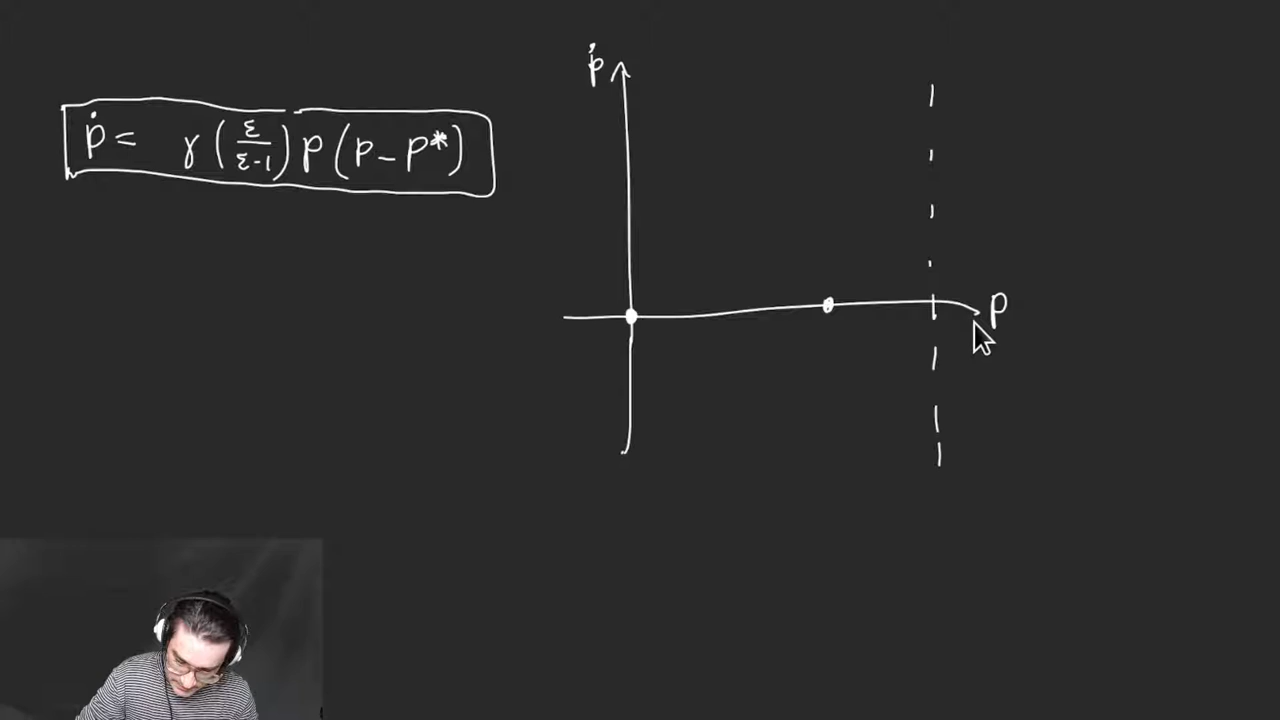 ṗ
ṗ = γ (ε/ε-1) p (p - p*)
p